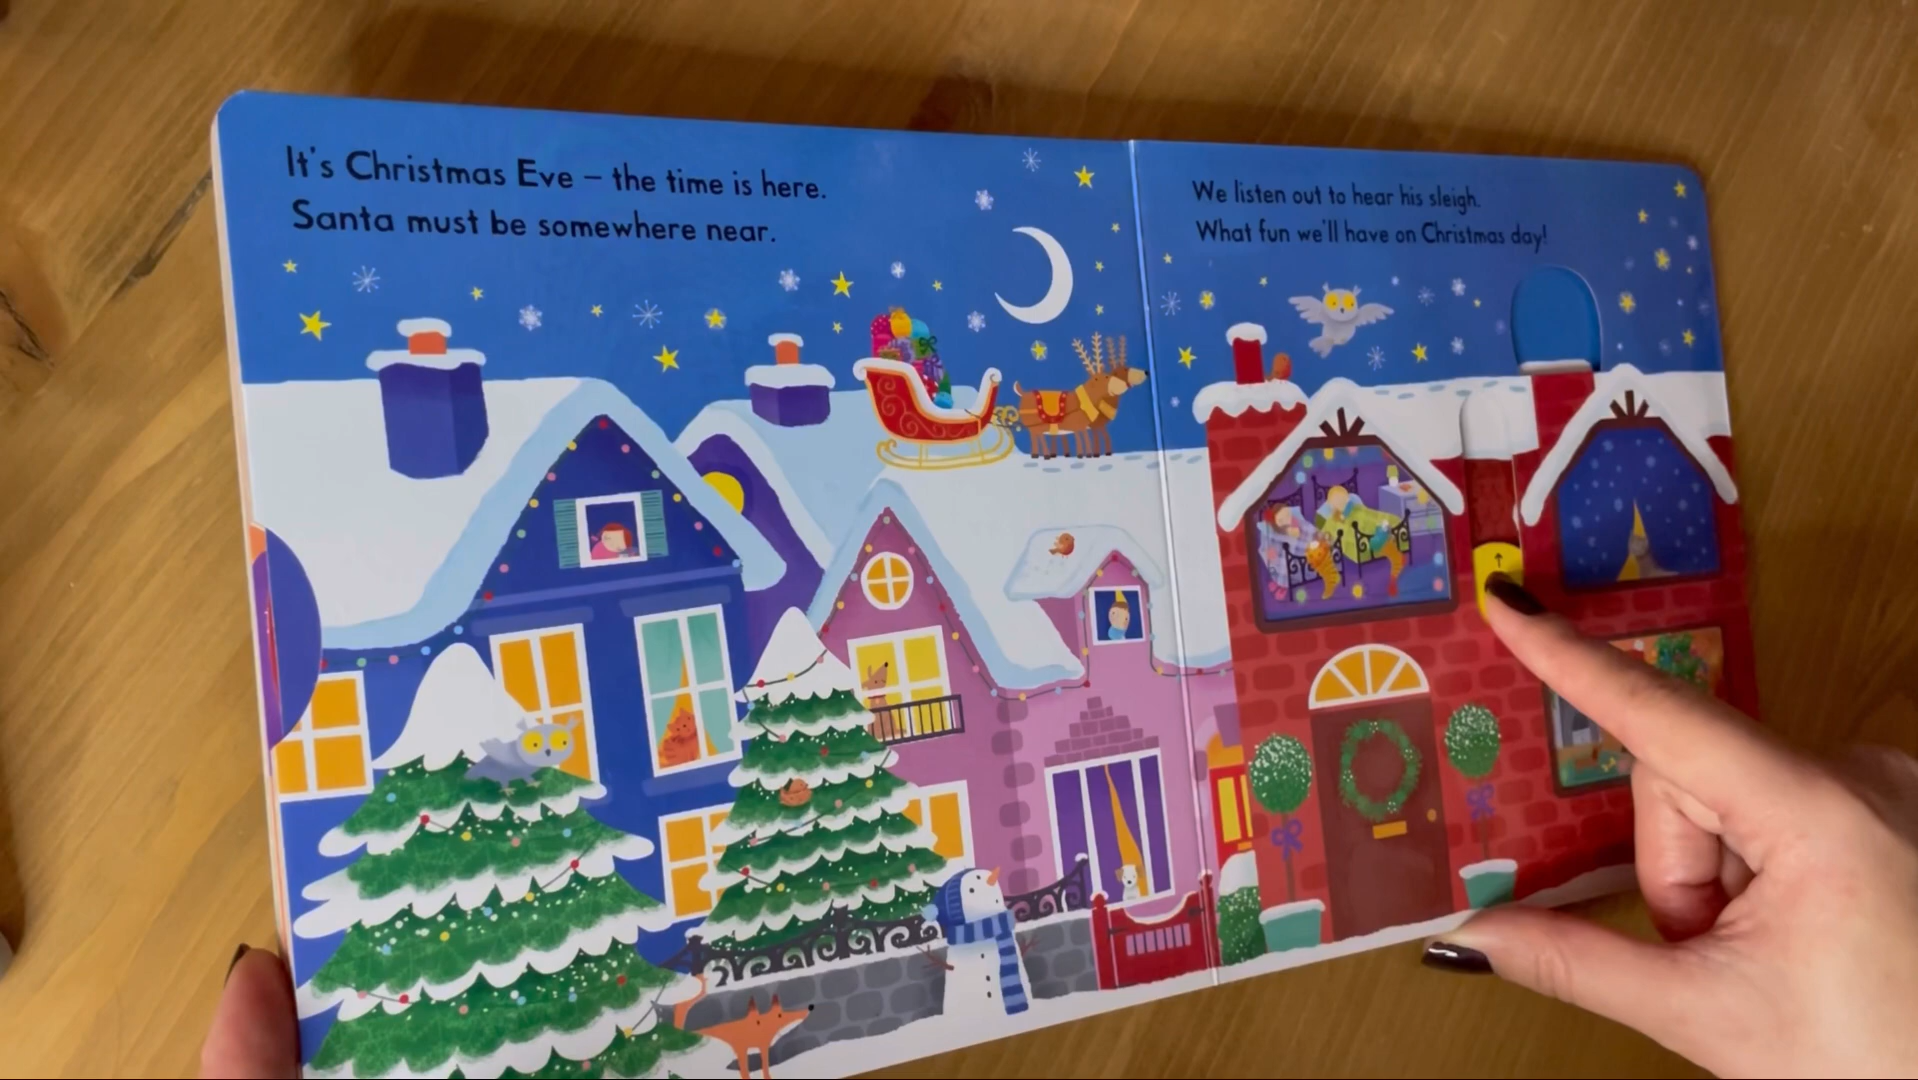 It's Christmas Eve – the time is here.
Santa must be somewhere near.
We listen out to hear his sleigh.
What fun we'll have on Christmas day!